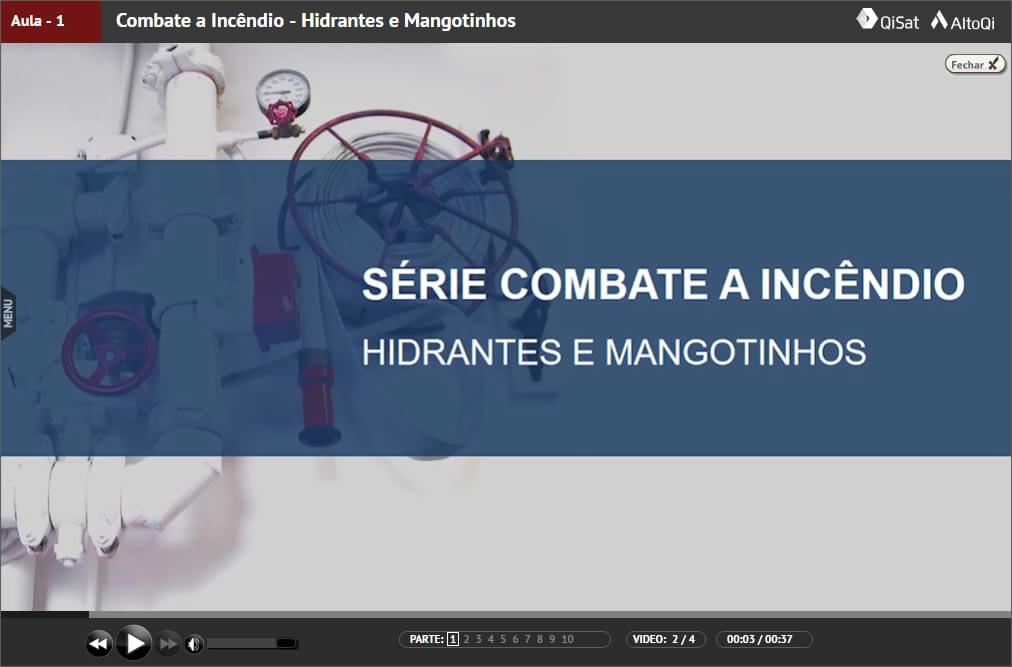 Aula - 1
Combate a Incêndio - Hidrantes e Mangotinhos
QiSat
AltoQi
Fechar
SÉRIE COMBATE A INCÊNDIO
HIDRANTES E MANGOTINHOS
MENU
PARTE: 1 2 3 4 5 6 7 8 9 10
VIDEO: 2 / 4
00:03 / 00:37